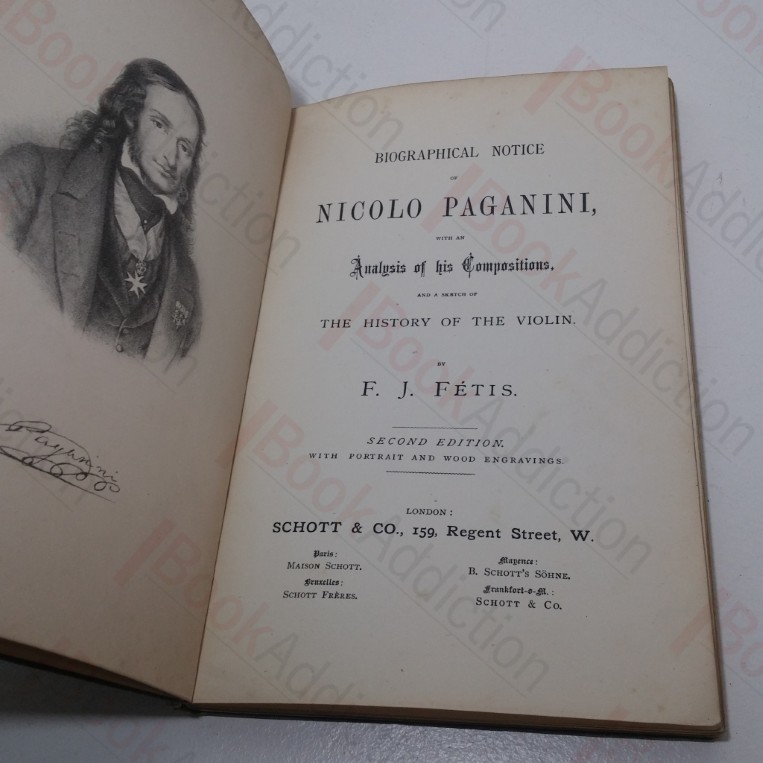 Paganini
BIOGRAPHICAL NOTICE
OF
NICOLO PAGANINI,
WITH AN
Analysis of his Compositions,
AND A SKETCH OF
THE HISTORY OF THE VIOLIN.
BY
F. J. FÉTIS.
SECOND EDITION.
WITH PORTRAIT AND WOOD ENGRAVINGS.
LONDON:
SCHOTT & CO., 159, Regent Street, W.
Paris:
MAISON SCHOTT.
Bruxelles:
SCHOTT FRÈRES.
Mayence:
B. SCHOTT'S SÖHNE.
Frankfort-o-M.:
SCHOTT & CO.
BookAddiction